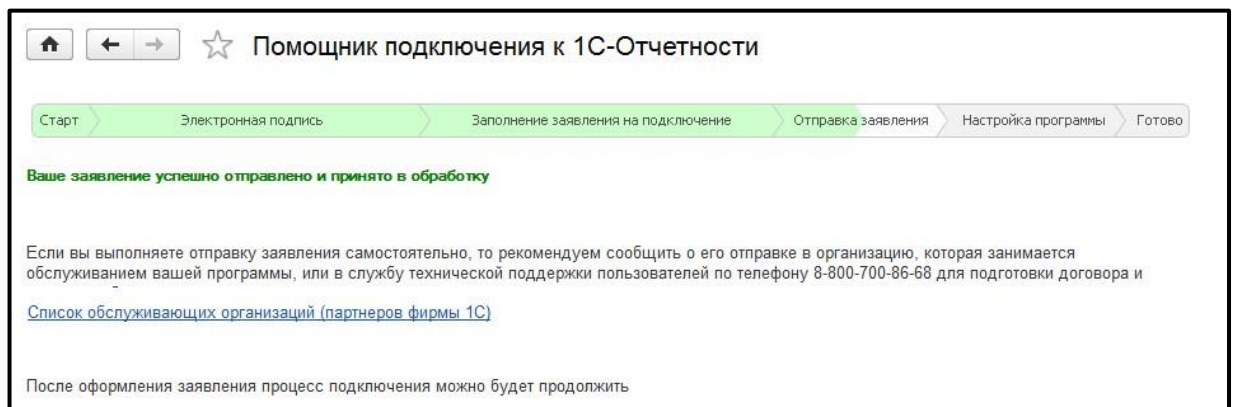 Помощник подключения к 1С-Отчетности
Старт Электронная подпись Заполнение заявления на подключение Отправка заявления Настройка программы Готово
Ваше заявление успешно отправлено и принято в обработку
Если вы выполняете отправку заявления самостоятельно, то рекомендуем сообщить о его отправке в организацию, которая занимается
обслуживанием вашей программы, или в службу технической поддержки пользователей по телефону 8-800-700-86-68 для подготовки договора и
Список обслуживающих организаций (партнеров фирмы 1С)
После оформления заявления процесс подключения можно будет продолжить